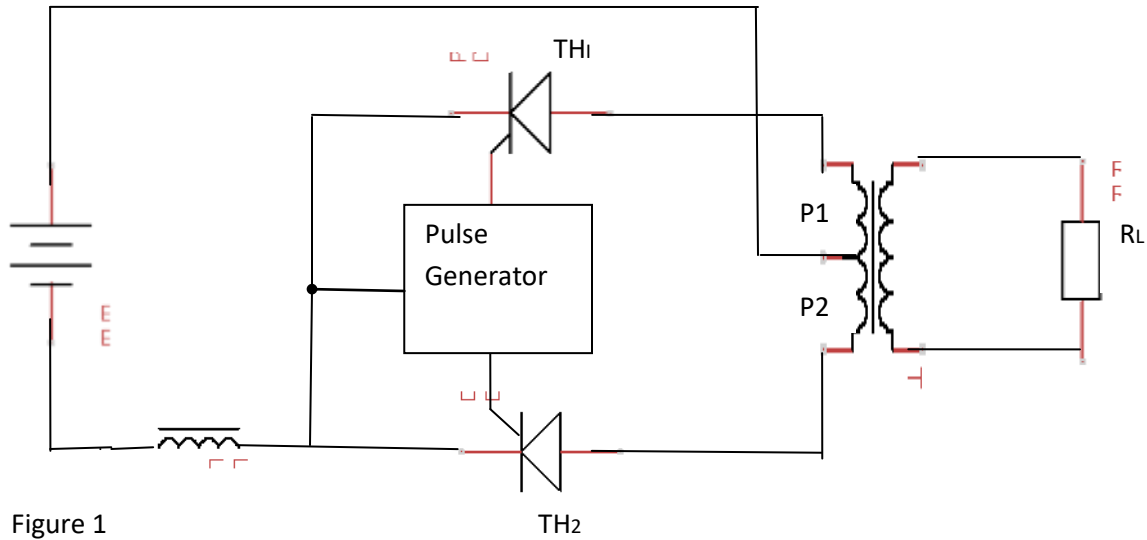 THI
P1
Pulse
Generator
RL
P2
E
E
Figure 1
TH2